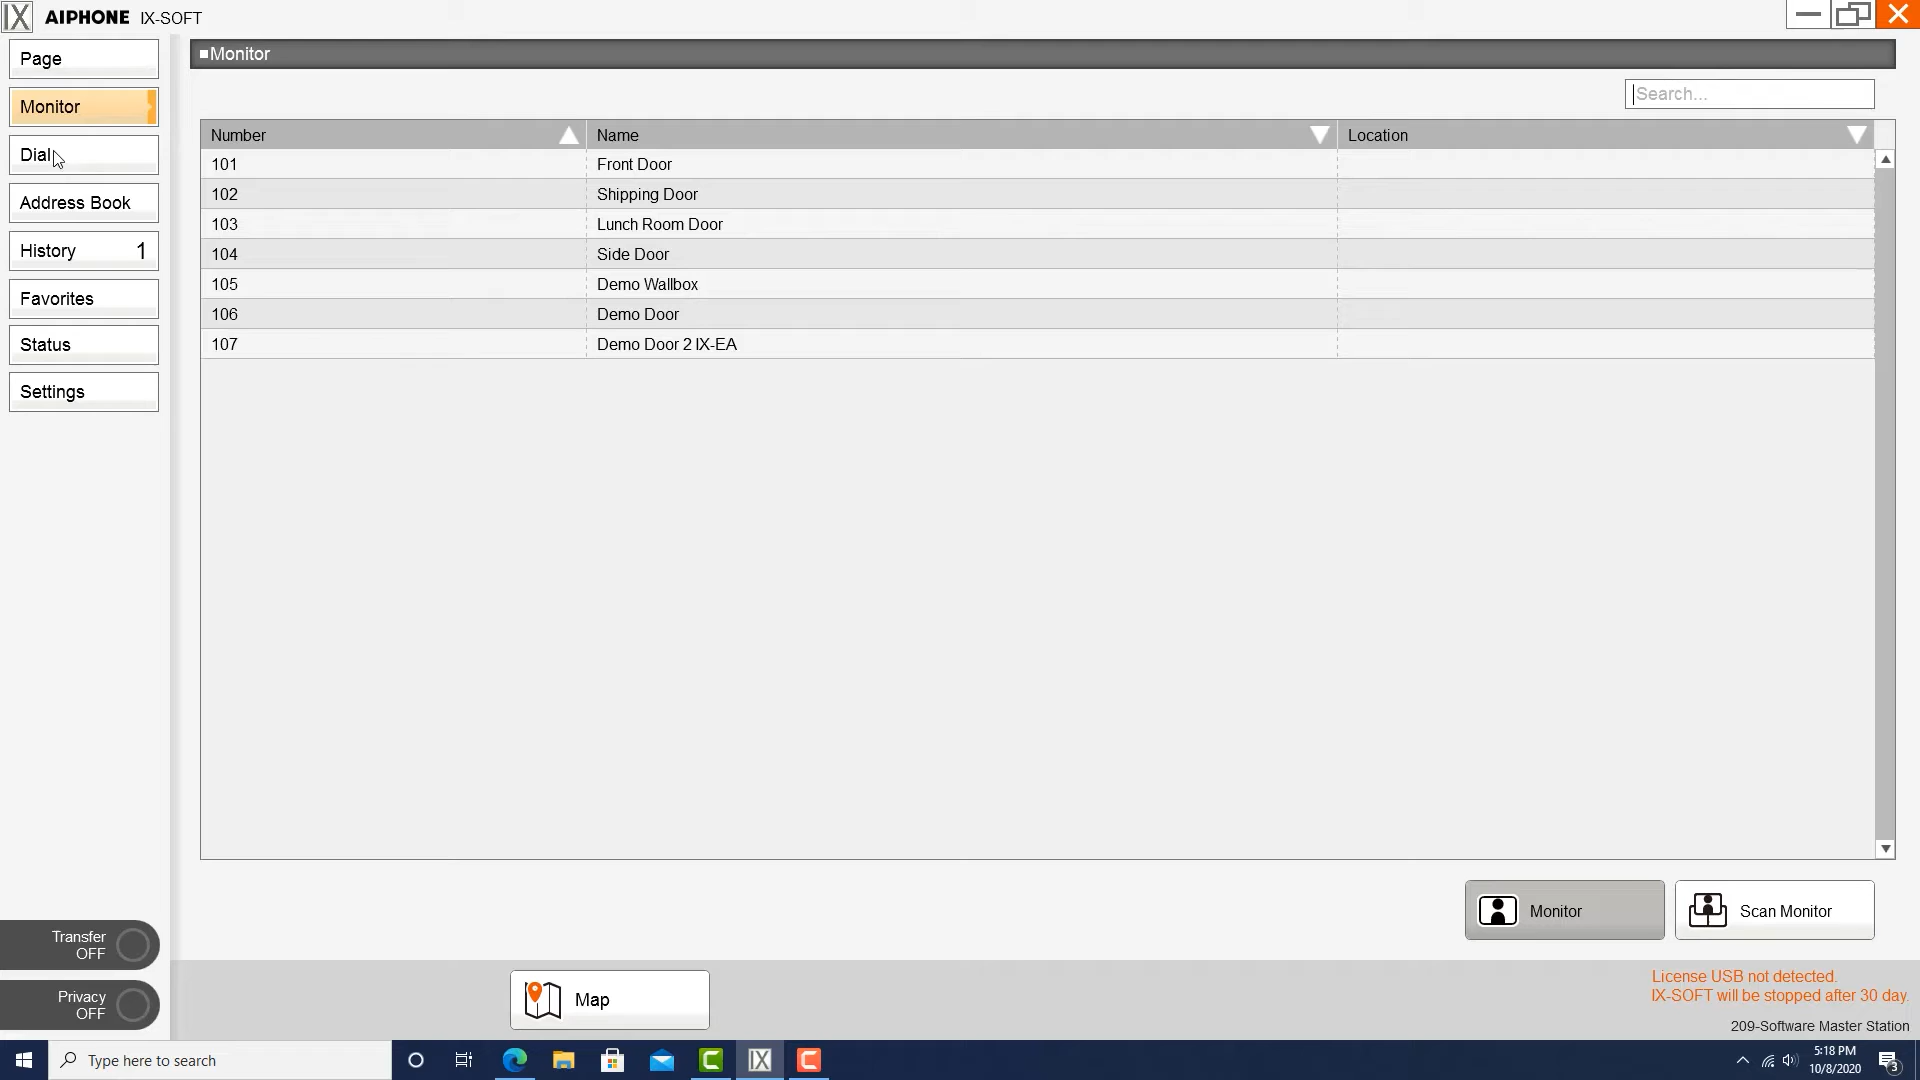 IX AIPHONE IX-SOFT
Page
Monitor
Dial
Address Book
History 1
Favorites
Status
Settings
Transfer
OFF
Privacy
OFF
■Monitor
Search...
Number Name Location
101 Front Door
102 Shipping Door
103 Lunch Room Door
104 Side Door
105 Demo Wallbox
106 Demo Door
107 Demo Door 2 IX-EA
Monitor
Scan Monitor
Map
License USB not detected.
IX-SOFT will be stopped after 30 day.
209-Software Master Station
Type here to search
IX
5:18 PM
10/8/2020
3